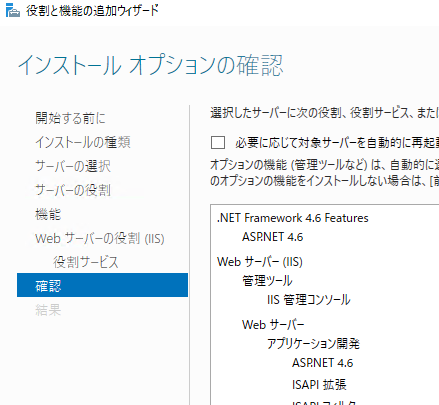 役割と機能の追加ウィザード
インストール オプションの確認
開始する前に
インストールの種類
サーバーの選択
サーバーの役割
機能
Web サーバーの役割 (IIS)
役割サービス
確認
結果
選択したサーバーに次の役割、役割サービス、また
必要に応じて対象サーバーを自動的に再起
オプションの機能 (管理ツールなど) は、自動的に
のオプションの機能をインストールしない場合は、[
.NET Framework 4.6 Features
ASP.NET 4.6
Web サーバー (IIS)
管理ツール
IIS 管理コンソール
Web サーバー
アプリケーション開発
ASP.NET 4.6
ISAPI 拡張
ISAPI フィルター